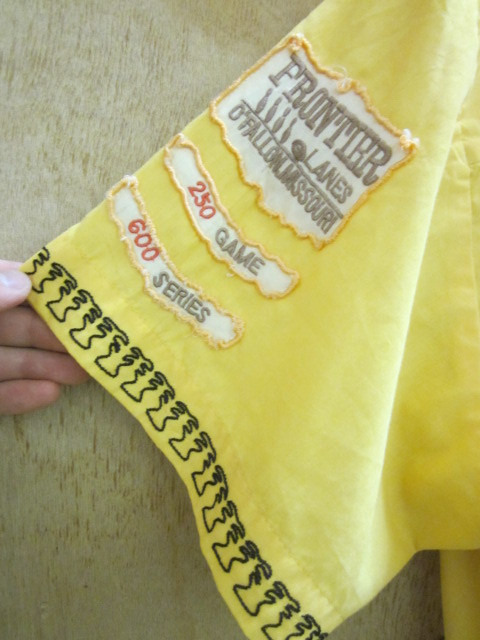 FRONTIER
LANES
O'FALLON, MISSOURI
250 GAME
600 SERIES